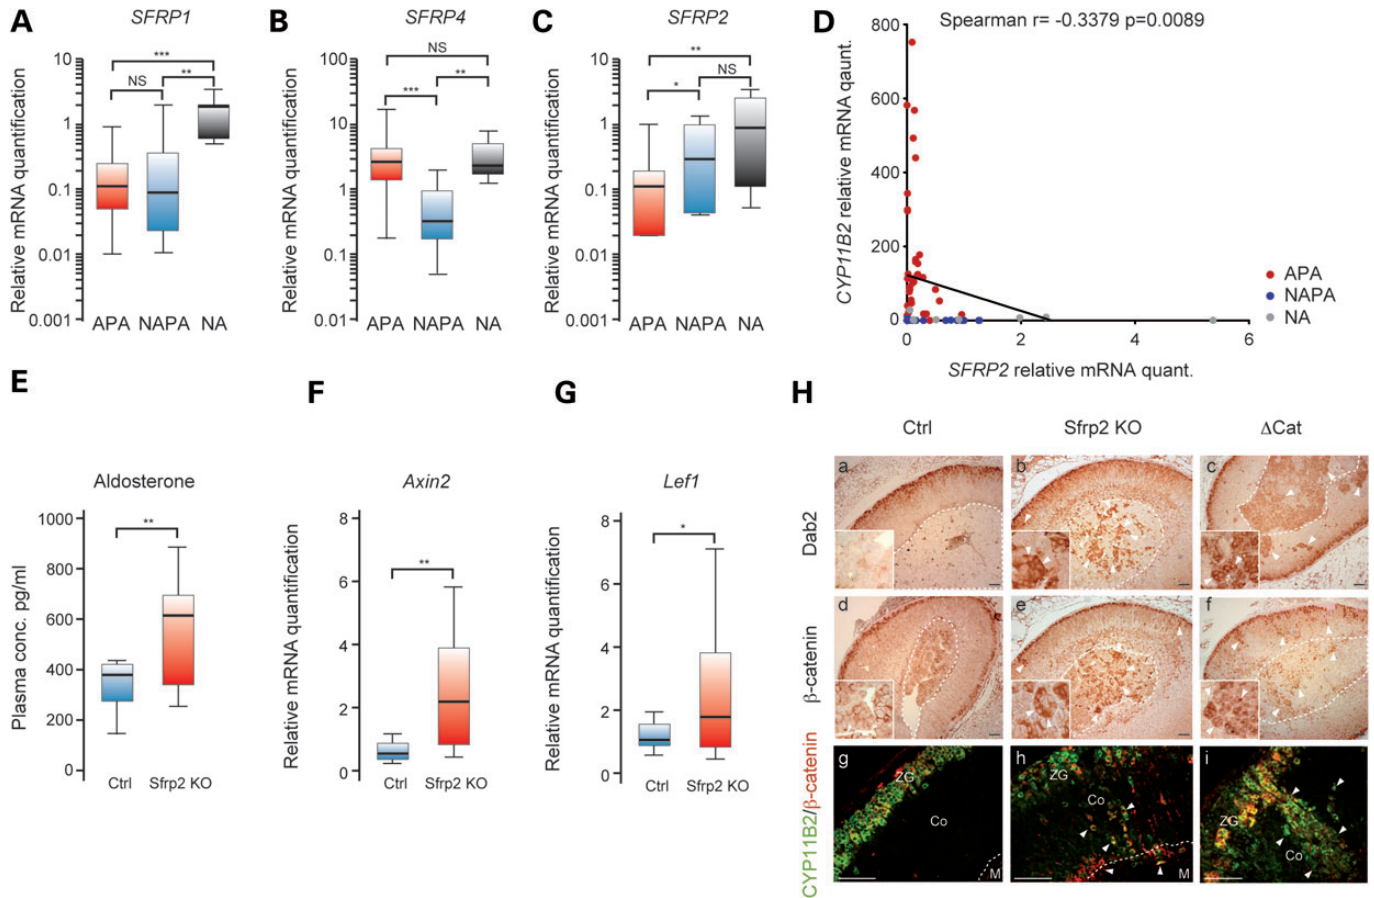 A
SFRP1
Relative mRNA quantification
10
1
0.1
0.01
0.001
***
NS
**
APA NAPA NA
B
SFRP4
Relative mRNA quantification
100
10
1
0.1
0.01
NS
**
***
APA NAPA NA
C
SFRP2
Relative mRNA quantification
10
1
0.1
0.01
0.001
**
NS
*
APA NAPA NA
D
Spearman r= -0.3379 p=0.0089
CYP11B2 relative mRNA qaunt.
800
600
400
200
0
0 2 4 6
SFRP2 relative mRNA quant.
APA
NAPA
NA
E
Aldosterone
Plasma conc. pg/ml
1000
800
600
400
200
0
**
Ctrl Sfrp2 KO
F
Axin2
Relative mRNA quantification
8
6
4
2
0
**
Ctrl Sfrp2 KO
G
Lef1
Relative mRNA quantification
8
6
4
2
0
*
Ctrl Sfrp2 KO
H
Ctrl Sfrp2 KO ΔCat
Dab2
a b c
β-catenin
d e f
CYP11B2/β-catenin
g ZG Co M
h ZG Co M
i ZG Co